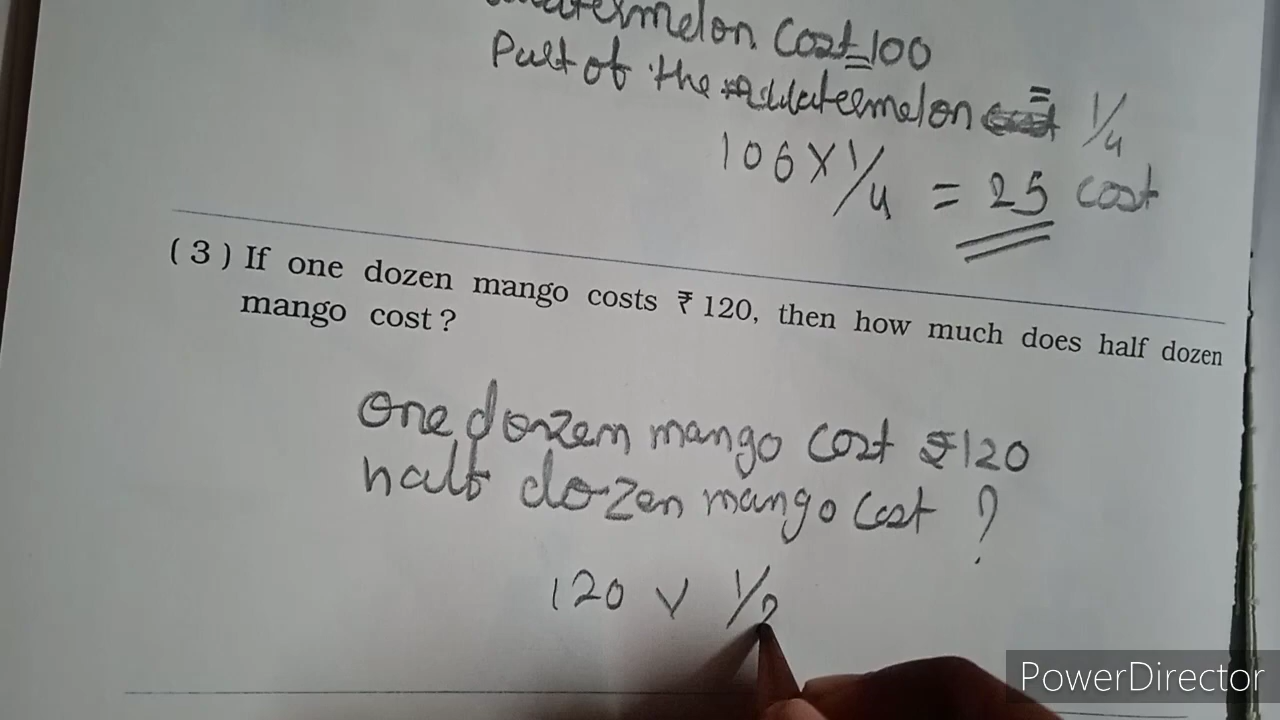 watermelon cost = 100
Palt of the watermelon = 1/4
100 X 1/4 = 25 cost
( 3 ) If one dozen mango costs ₹ 120, then how much does half dozen
mango cost ?
one dozen mango cost ₹120
half dozen mango cost ?
120 x 1/2
PowerDirector